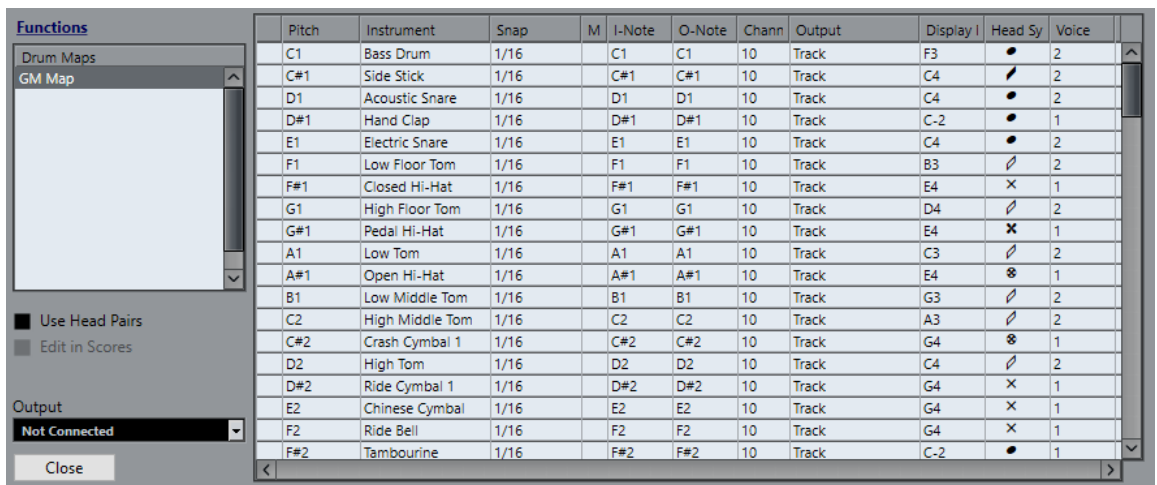 Functions
Drum Maps
GM Map
Use Head Pairs
Edit in Scores
Output
Not Connected
Close
Pitch Instrument Snap M I-Note O-Note Chann Output Display I Head Sy Voice
C1 Bass Drum 1/16 C1 C1 10 Track F3 2
C#1 Side Stick 1/16 C#1 C#1 10 Track C4 2
D1 Acoustic Snare 1/16 D1 D1 10 Track C4 2
D#1 Hand Clap 1/16 D#1 D#1 10 Track C-2 1
E1 Electric Snare 1/16 E1 E1 10 Track C4 2
F1 Low Floor Tom 1/16 F1 F1 10 Track B3 2
F#1 Closed Hi-Hat 1/16 F#1 F#1 10 Track E4 1
G1 High Floor Tom 1/16 G1 G1 10 Track D4 2
G#1 Pedal Hi-Hat 1/16 G#1 G#1 10 Track E4 1
A1 Low Tom 1/16 A1 A1 10 Track C3 2
A#1 Open Hi-Hat 1/16 A#1 A#1 10 Track E4 1
B1 Low Middle Tom 1/16 B1 B1 10 Track G3 2
C2 High Middle Tom 1/16 C2 C2 10 Track A3 2
C#2 Crash Cymbal 1 1/16 C#2 C#2 10 Track G4 1
D2 High Tom 1/16 D2 D2 10 Track C4 2
D#2 Ride Cymbal 1 1/16 D#2 D#2 10 Track G4 1
E2 Chinese Cymbal 1/16 E2 E2 10 Track G4 1
F2 Ride Bell 1/16 F2 F2 10 Track G4 1
F#2 Tambourine 1/16 F#2 F#2 10 Track C-2 1